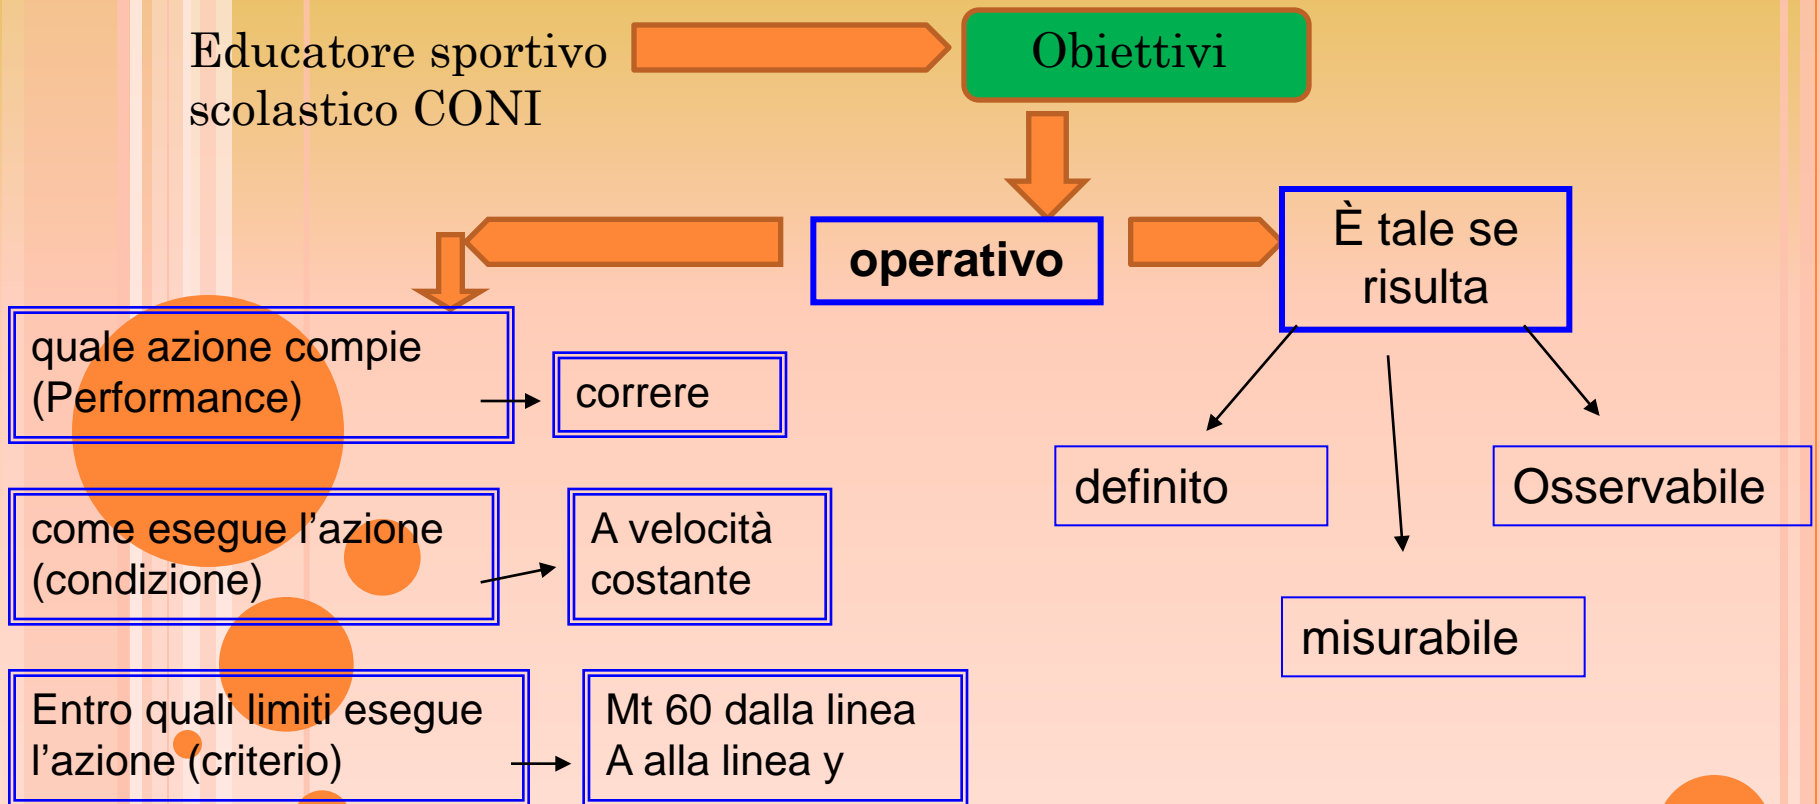 Educatore sportivo
scolastico CONI
Obiettivi
operativo
È tale se
risulta
quale azione compie
(Performance)
correre
come esegue l’azione
(condizione)
A velocità
costante
Entro quali limiti esegue
l’azione (criterio)
Mt 60 dalla linea
A alla linea y
definito
Osservabile
misurabile